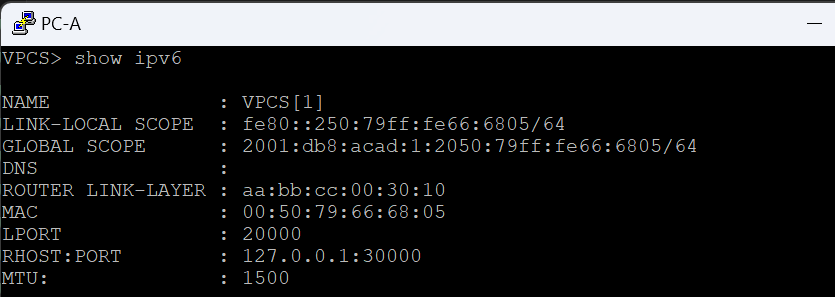 PC-A
VPCS> show ipv6
NAME : VPCS[1]
LINK-LOCAL SCOPE : fe80::250:79ff:fe66:6805/64
GLOBAL SCOPE : 2001:db8:acad:1:2050:79ff:fe66:6805/64
DNS :
ROUTER LINK-LAYER : aa:bb:cc:00:30:10
MAC : 00:50:79:66:68:05
LPORT : 20000
RHOST:PORT : 127.0.0.1:30000
MTU: : 1500